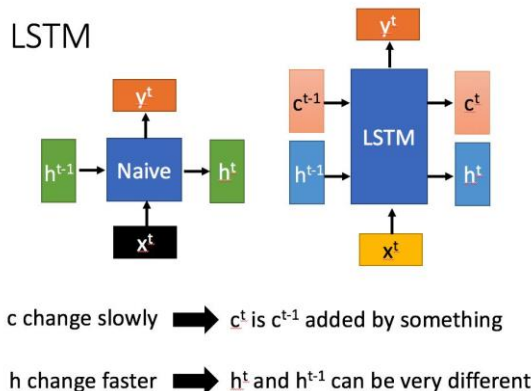 LSTM
yᵗ
hᵗ⁻¹ Naive hᵗ
xᵗ
yᵗ
cᵗ⁻¹ cᵗ
LSTM
hᵗ⁻¹ hᵗ
xᵗ
c change slowly cᵗ is cᵗ⁻¹ added by something
h change faster hᵗ and hᵗ⁻¹ can be very different